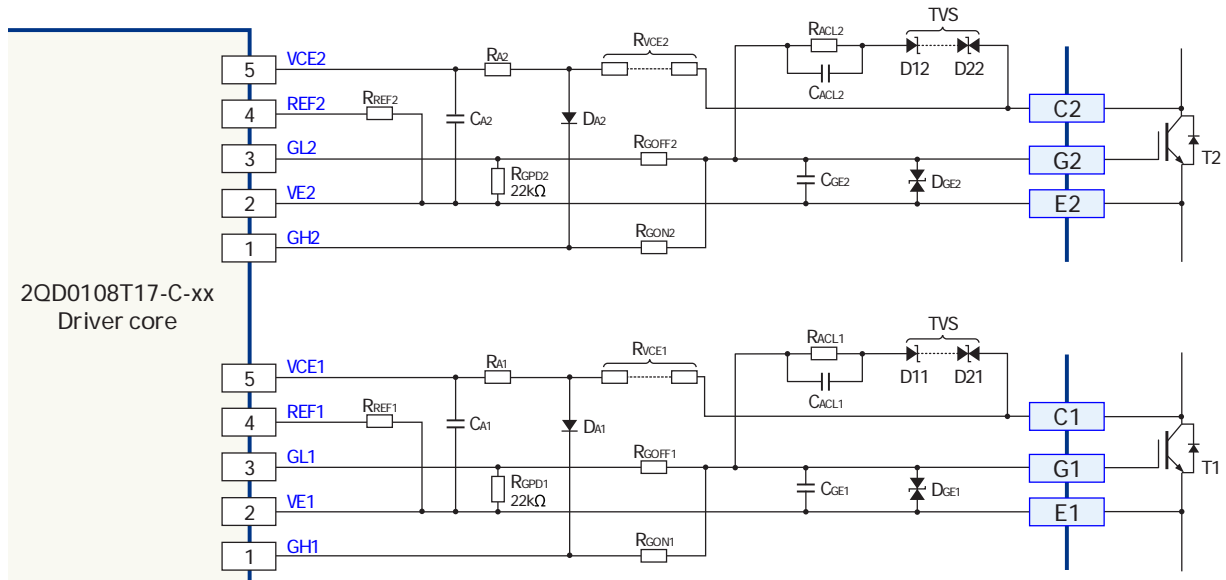 TVS
RACL2
RVCE2
RA2
VCE2
5
D12 D22
CACL2
REF2
4
RREF2
CA2
DA2
C2
GL2
3
RGOFF2
G2
T2
RGPD2
22kΩ
CGE2
DGE2
VE2
2
E2
GH2
1
RGON2
2QD0108T17-C-xx
Driver core
TVS
RACL1
RVCE1
RA1
VCE1
5
D11 D21
CACL1
REF1
4
RREF1
CA1
DA1
C1
GL1
3
RGOFF1
G1
T1
RGPD1
22kΩ
CGE1
DGE1
VE1
2
E1
GH1
1
RGON1